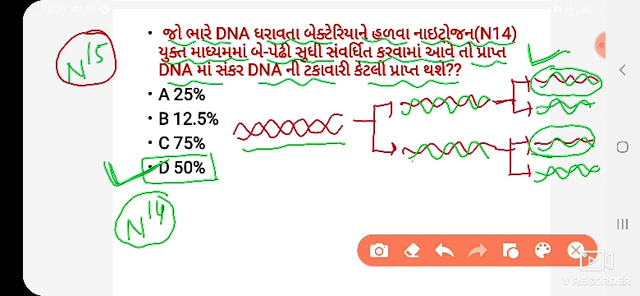 • જો ભારે DNA ધરાવતા બેક્ટેરિયાને હળવા નાઇટ્રોજન(N14)
યુક્ત માધ્યમમાં બે-પેઢી સુધી સંવર્ધિત કરવામાં આવે તો પ્રાપ્ત
DNA માં સંકર DNA ની ટકાવારી કેટલી પ્રાપ્ત થશે??
N15
• A 25%
• B 12.5%
• C 75%
• D 50%
N14
V RECORDER